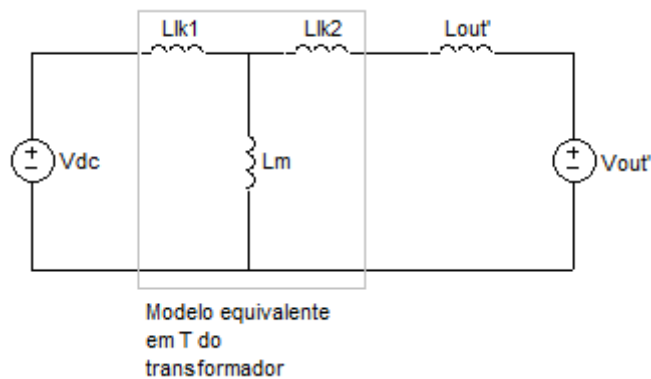 Llk1
Llk2
Lout'
Vdc
Lm
Vout'
Modelo equivalente
em T do
transformador